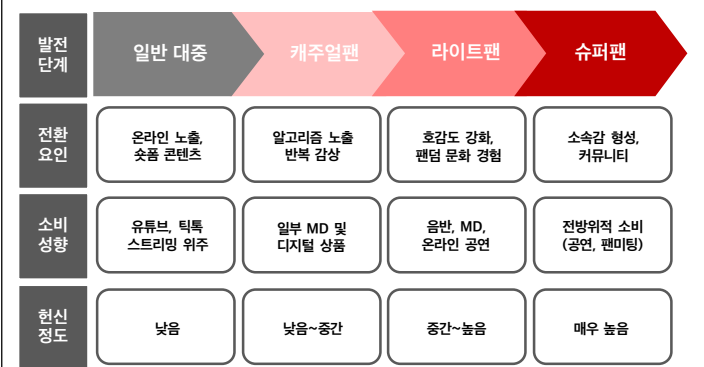 발전
단계
일반 대중
캐주얼팬
라이트팬
슈퍼팬
전환
요인
온라인 노출,
숏폼 콘텐츠
알고리즘 노출
반복 감상
호감도 강화,
팬덤 문화 경험
소속감 형성,
커뮤니티
소비
성향
유튜브, 틱톡
스트리밍 위주
일부 MD 및
디지털 상품
음반, MD,
온라인 공연
전방위적 소비
(공연, 팬미팅)
헌신
정도
낮음
낮음~중간
중간~높음
매우 높음